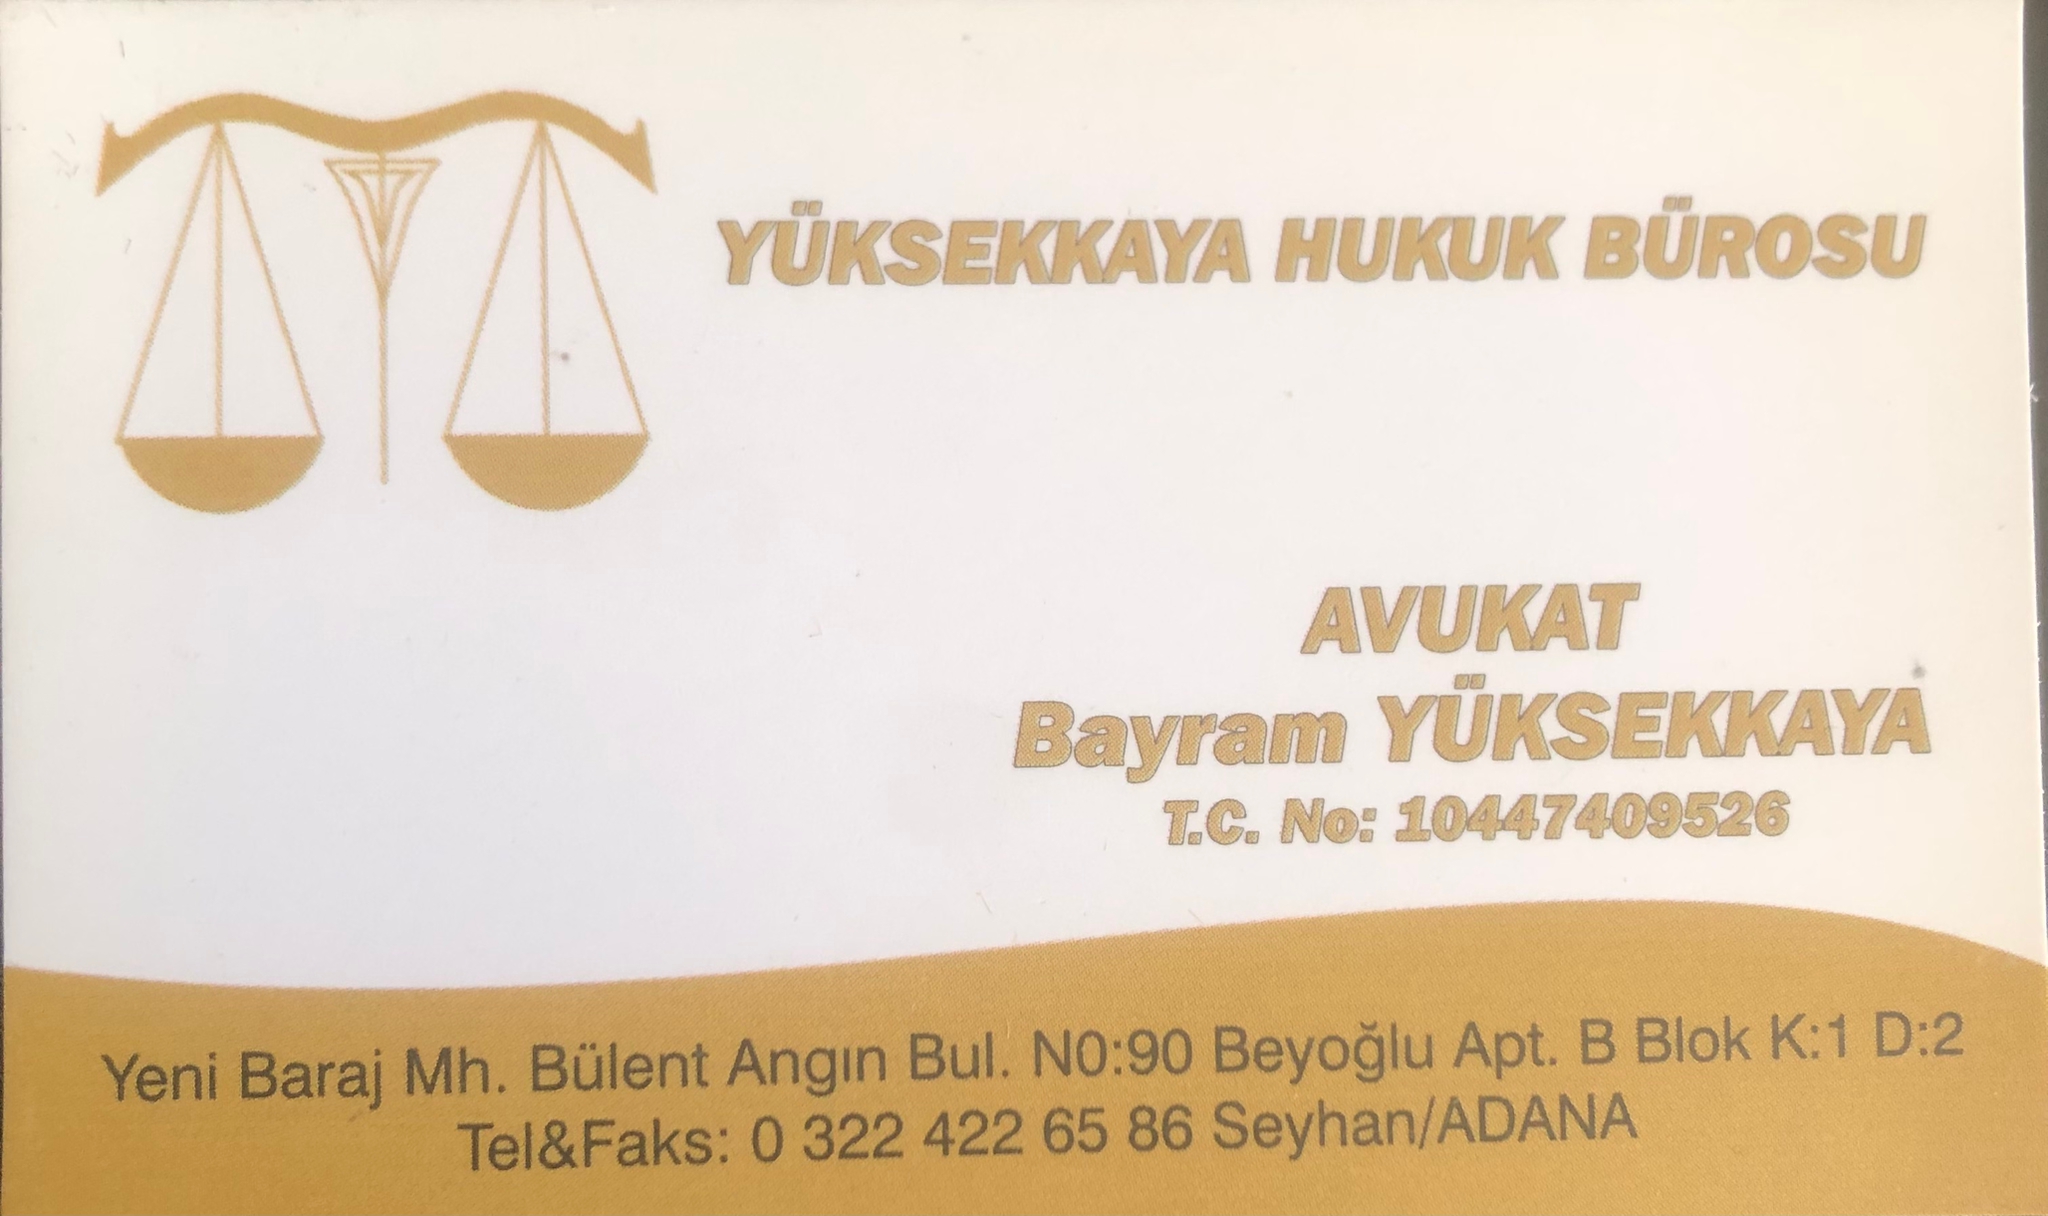 YÜKSEKKAYA HUKUK BÜROSU
AVUKAT
Bayram YÜKSEKKAYA
T.C. No: 10447409526
Yeni Baraj Mh. Bülent Angın Bul. N0:90 Beyoğlu Apt. B Blok K:1 D:2
Tel&Faks: 0 322 422 65 86 Seyhan/ADANA